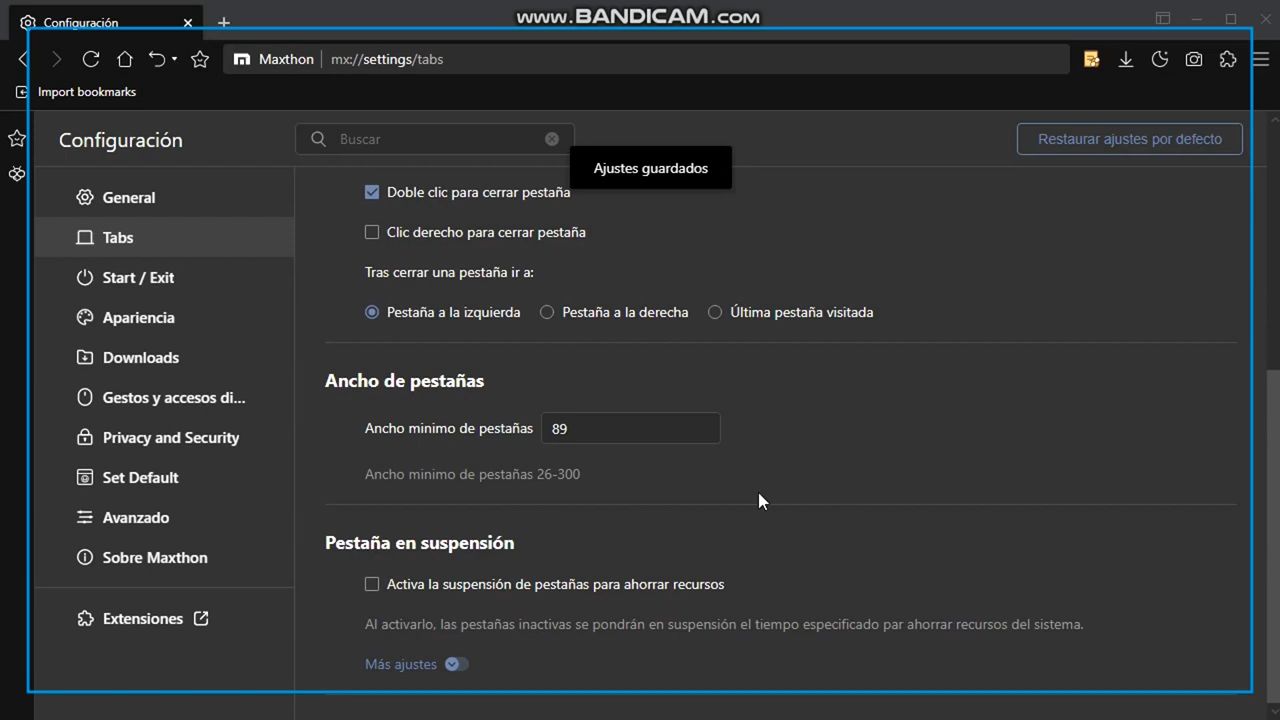 www.BANDICAM.com
Configuración
Maxthon
mx://settings/tabs
Import bookmarks
Configuración
Buscar
Restaurar ajustes por defecto
Ajustes guardados
General
Tabs
Start / Exit
Apariencia
Downloads
Gestos y accesos di...
Privacy and Security
Set Default
Avanzado
Sobre Maxthon
Extensiones
Doble clic para cerrar pestaña
Clic derecho para cerrar pestaña
Tras cerrar una pestaña ir a:
Pestaña a la izquierda
Pestaña a la derecha
Última pestaña visitada
Ancho de pestañas
Ancho minimo de pestañas
89
Ancho minimo de pestañas 26-300
Pestaña en suspensión
Activa la suspensión de pestañas para ahorrar recursos
Al activarlo, las pestañas inactivas se pondrán en suspensión el tiempo especificado par ahorrar recursos del sistema.
Más ajustes